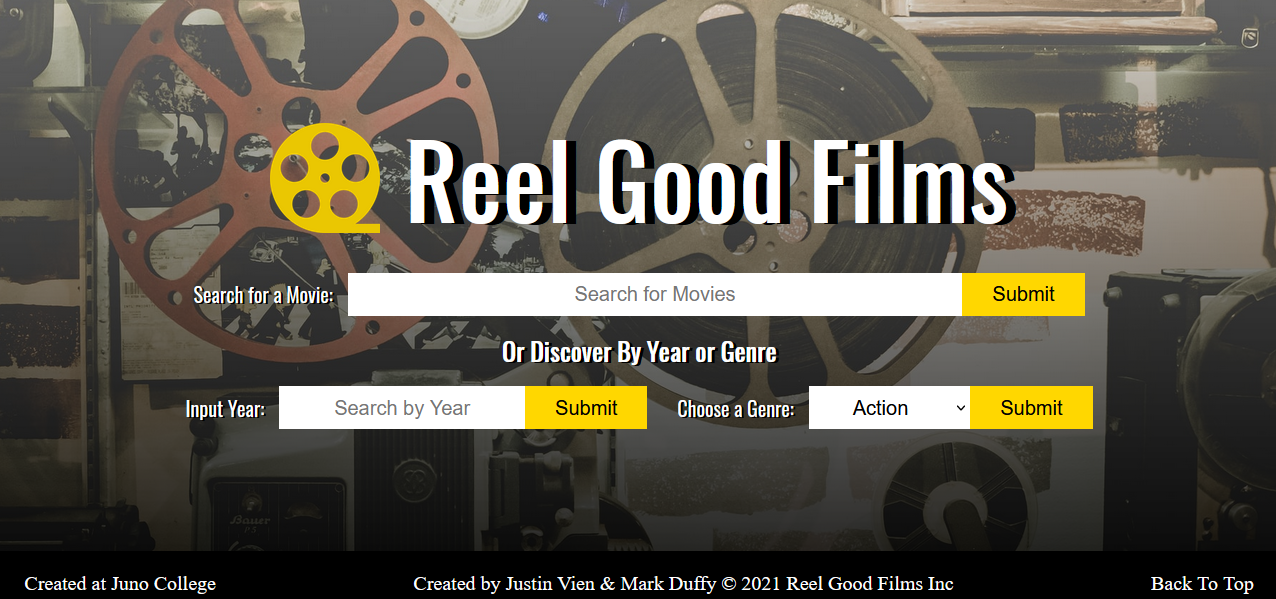 Reel Good Films
Search for a Movie: Search for Movies Submit
Or Discover By Year or Genre
Input Year: Search by Year Submit Choose a Genre: Action Submit
Bauer
P.5
Created at Juno College Created by Justin Vien & Mark Duffy © 2021 Reel Good Films Inc Back To Top